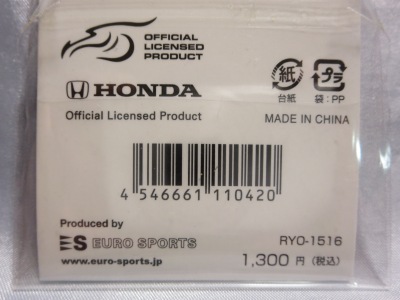 OFFICIAL
LICENSED
PRODUCT
HONDA
Official Licensed Product
紙
台紙
プラ
袋:PP
MADE IN CHINA
4 546661 110420
Produced by
ES EURO SPORTS
www.euro-sports.jp
RYO-1516
1,300 円 (税込)